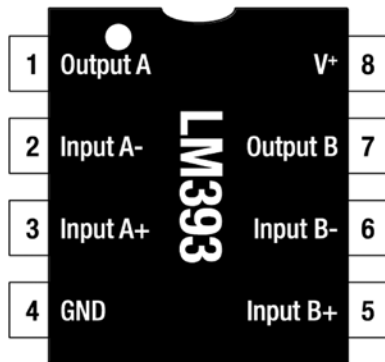 1 Output A V+ 8
2 Input A- Output B 7
3 Input A+ Input B- 6
4 GND Input B+ 5
LM393